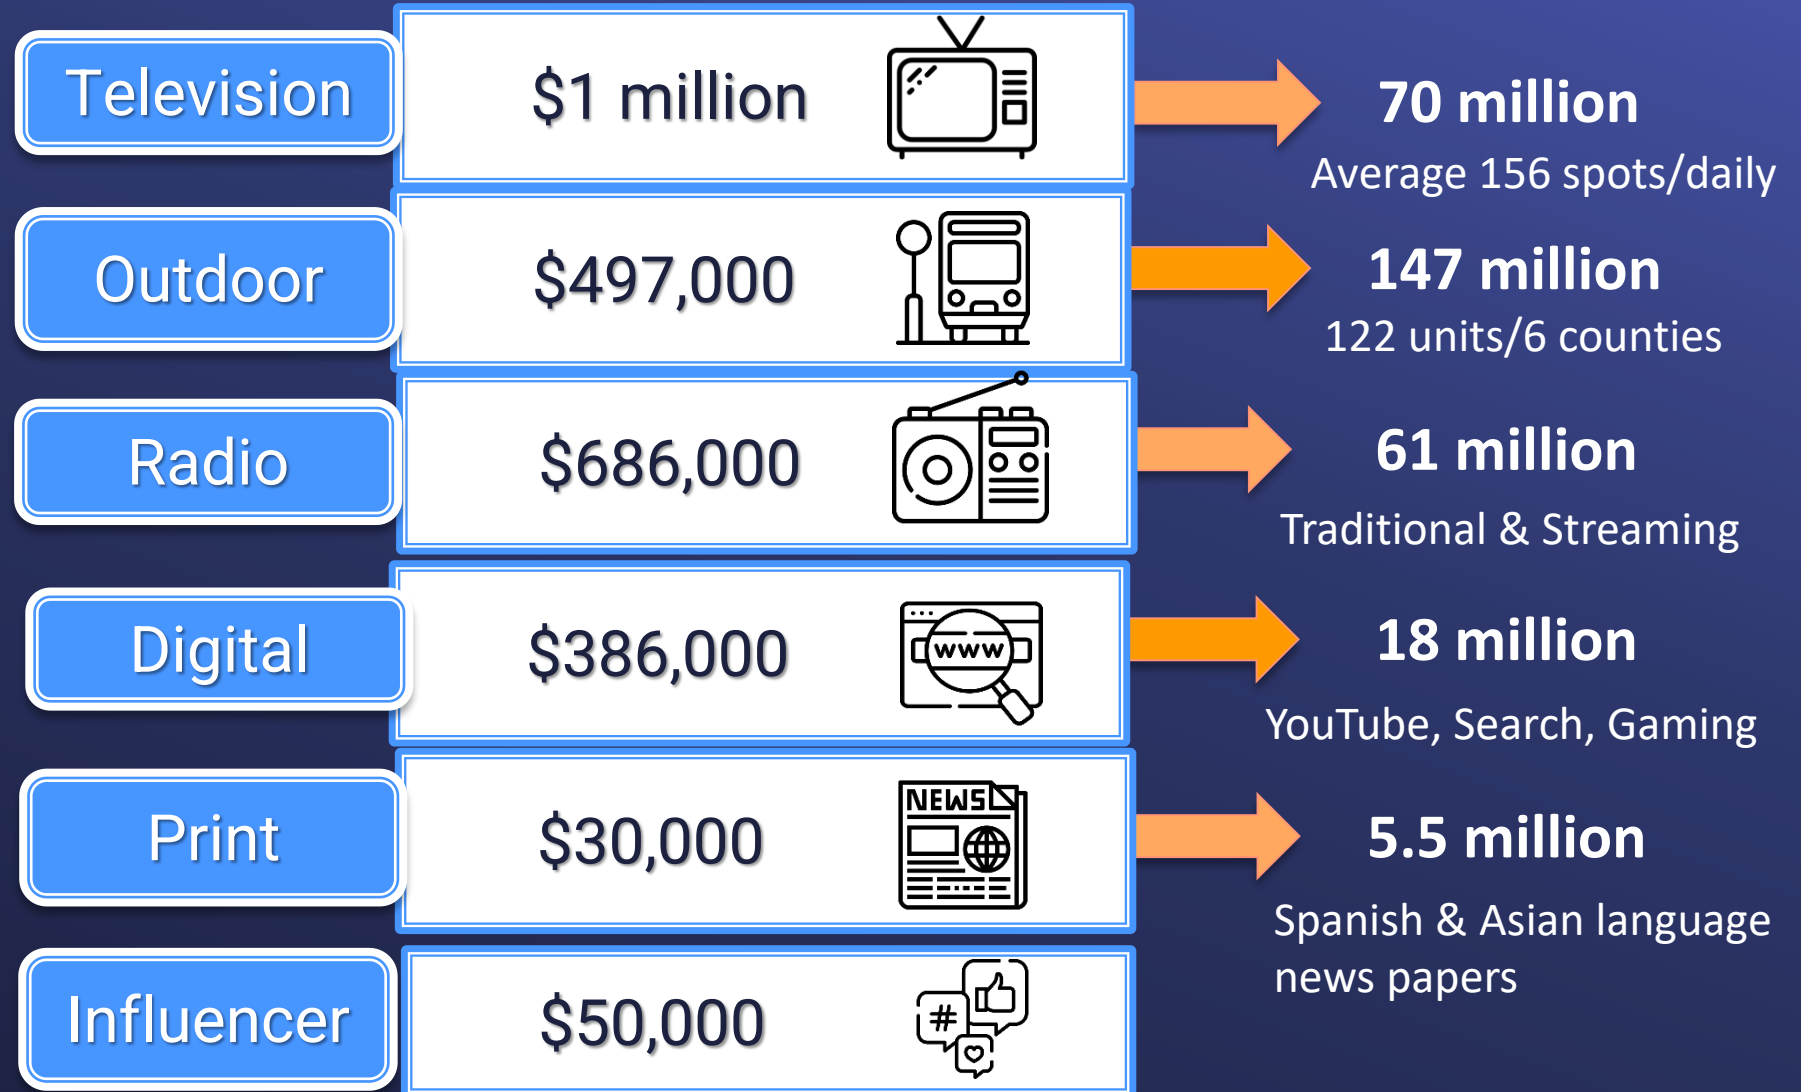 Television
$1 million
70 million
Average 156 spots/daily
Outdoor
$497,000
147 million
122 units/6 counties
Radio
$686,000
61 million
Traditional & Streaming
Digital
$386,000
www
18 million
YouTube, Search, Gaming
Print
$30,000
NEWS
5.5 million
Spanish & Asian language
news papers
Influencer
$50,000
#